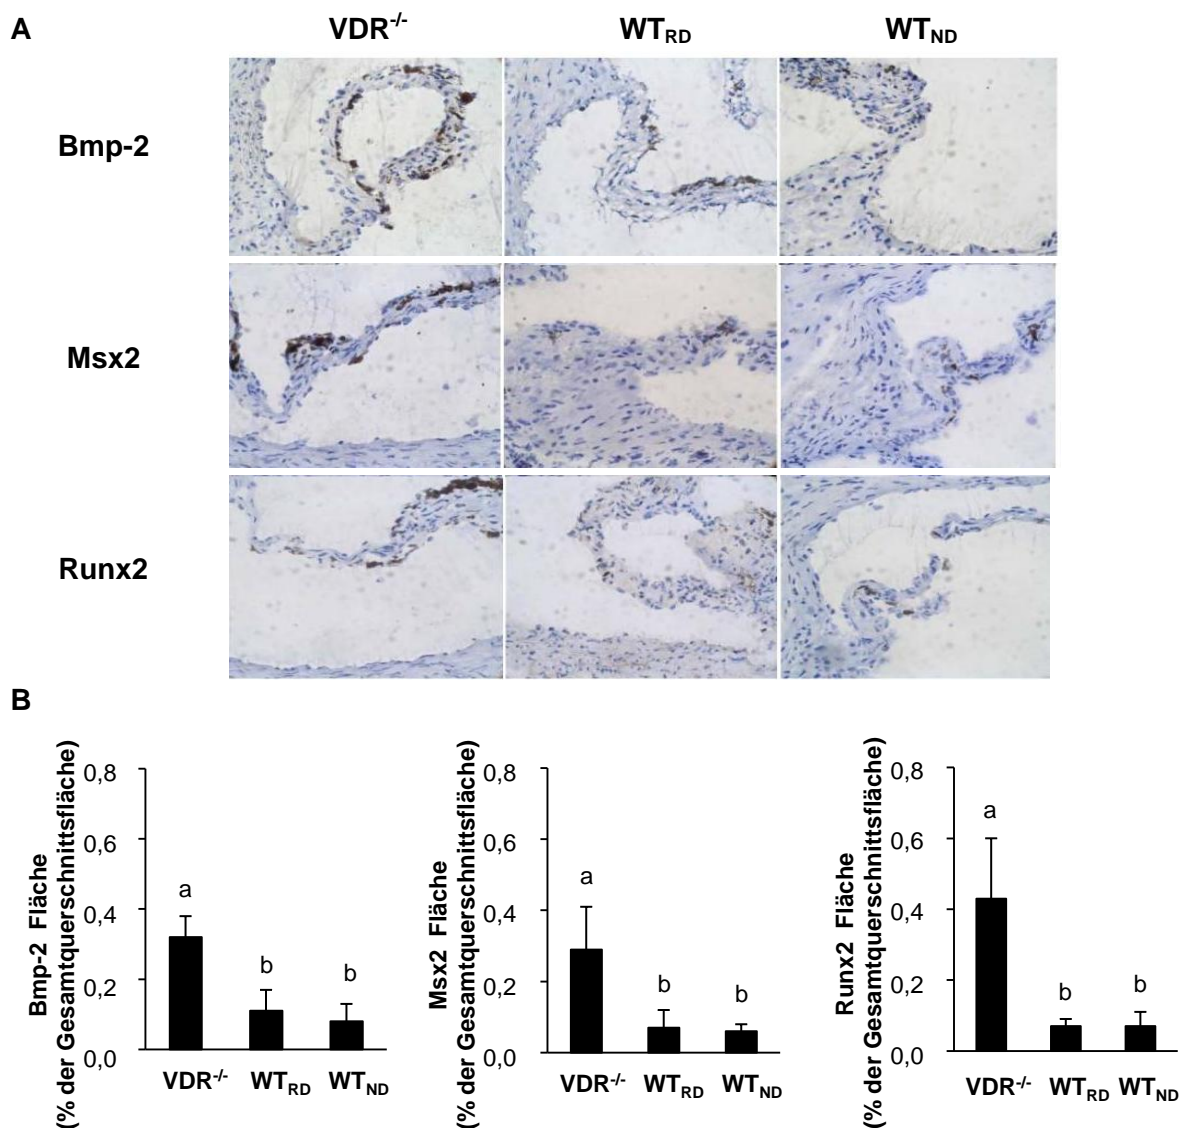 A
VDR-/- WTRD WTND
Bmp-2
Msx2
Runx2
B
Bmp-2 Fläche
(% der Gesamtquerschnittsfläche)
0,8
0,6
0,4
0,2
0,0
a
b
b
VDR-/- WTRD WTND
Msx2 Fläche
(% der Gesamtquerschnittsfläche)
0,8
0,6
0,4
0,2
0,0
a
b
b
VDR-/- WTRD WTND
Runx2 Fläche
(% der Gesamtquerschnittsfläche)
0,8
0,6
0,4
0,2
0,0
a
b
b
VDR-/- WTRD WTND